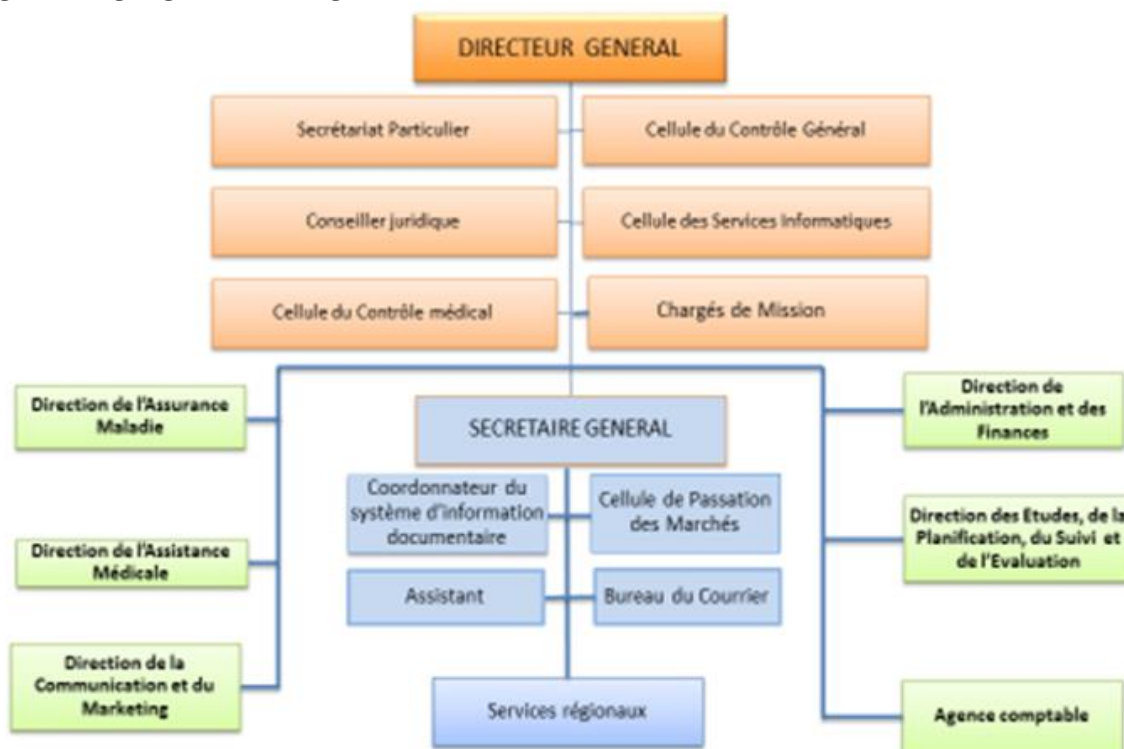 DIRECTEUR GENERAL
Secrétariat Particulier
Cellule du Contrôle Général
Conseiller juridique
Cellule des Services Informatiques
Cellule du Contrôle médical
Chargés de Mission
Direction de l'Assurance
Maladie
Direction de
l'Administration et des
Finances
SECRETAIRE GENERAL
Coordonnateur du
système d'information
documentaire
Cellule de Passation
des Marchés
Direction de l'Assistance
Médicale
Direction des Etudes, de la
Planification, du Suivi et
de l'Evaluation
Assistant
Bureau du Courrier
Direction de la
Communication et du
Marketing
Services régionaux
Agence comptable